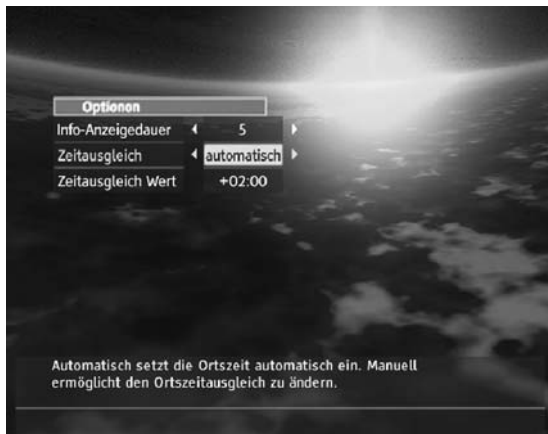 Optionon
Info-Anzeigedauer 5
Zeitausgleich automatisch
Zeitausgleich Wert +02:00
Automatisch setzt die Ortszeit automatisch ein. Manuell
ermöglicht den Ortszeitausgleich zu ändern.